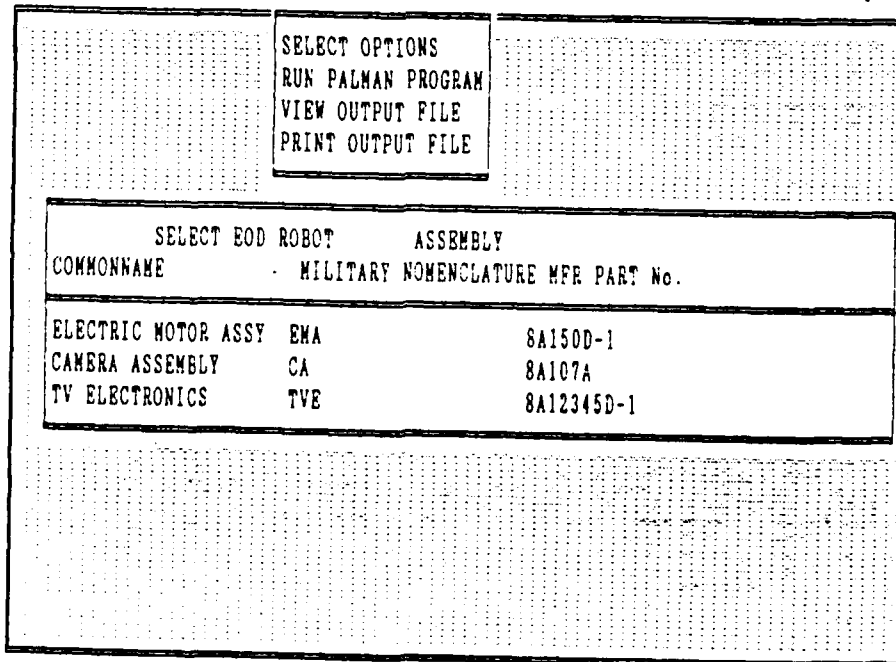 SELECT OPTIONS
RUN PALMAN PROGRAM
VIEW OUTPUT FILE
PRINT OUTPUT FILE
SELECT EOD ROBOT ASSEMBLY
COMMONNAME - MILITARY NOMENCLATURE MFR PART No.
ELECTRIC MOTOR ASSY EMA 8A150D-1
CAMERA ASSEMBLY CA 8A107A
TV ELECTRONICS TVE 8A12345D-1